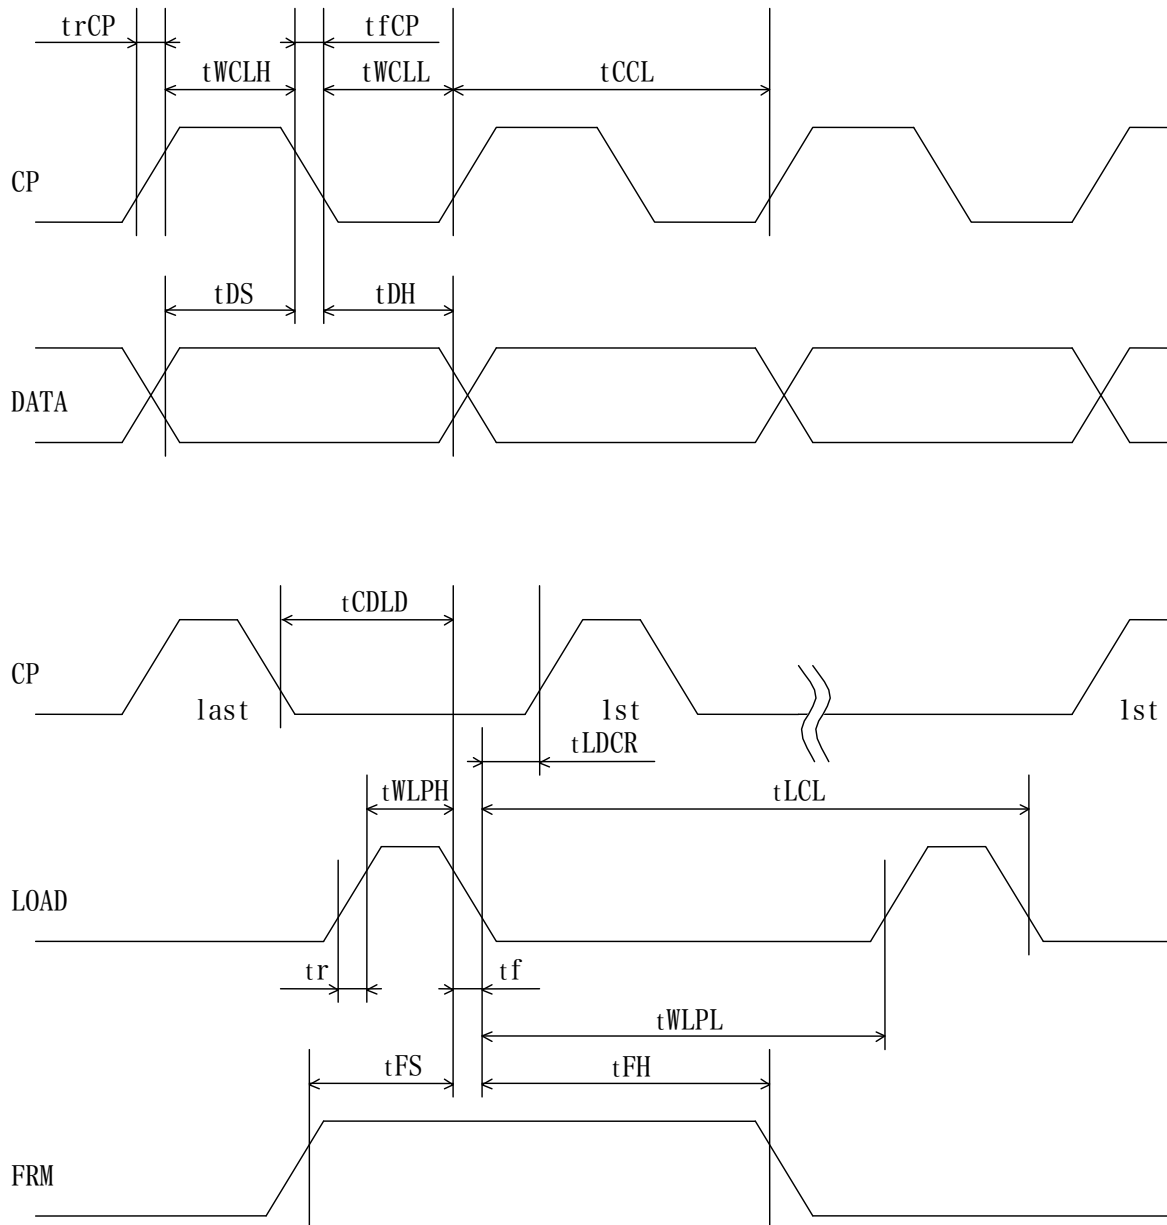 trCP tfCP
tWCLH tWCLL tCCL
CP
tDS tDH
DATA
tCDLD
CP
last 1st 1st
tLDCR
tWLPH tLCL
LOAD
tr tf
tWLPL
tFS tFH
FRM